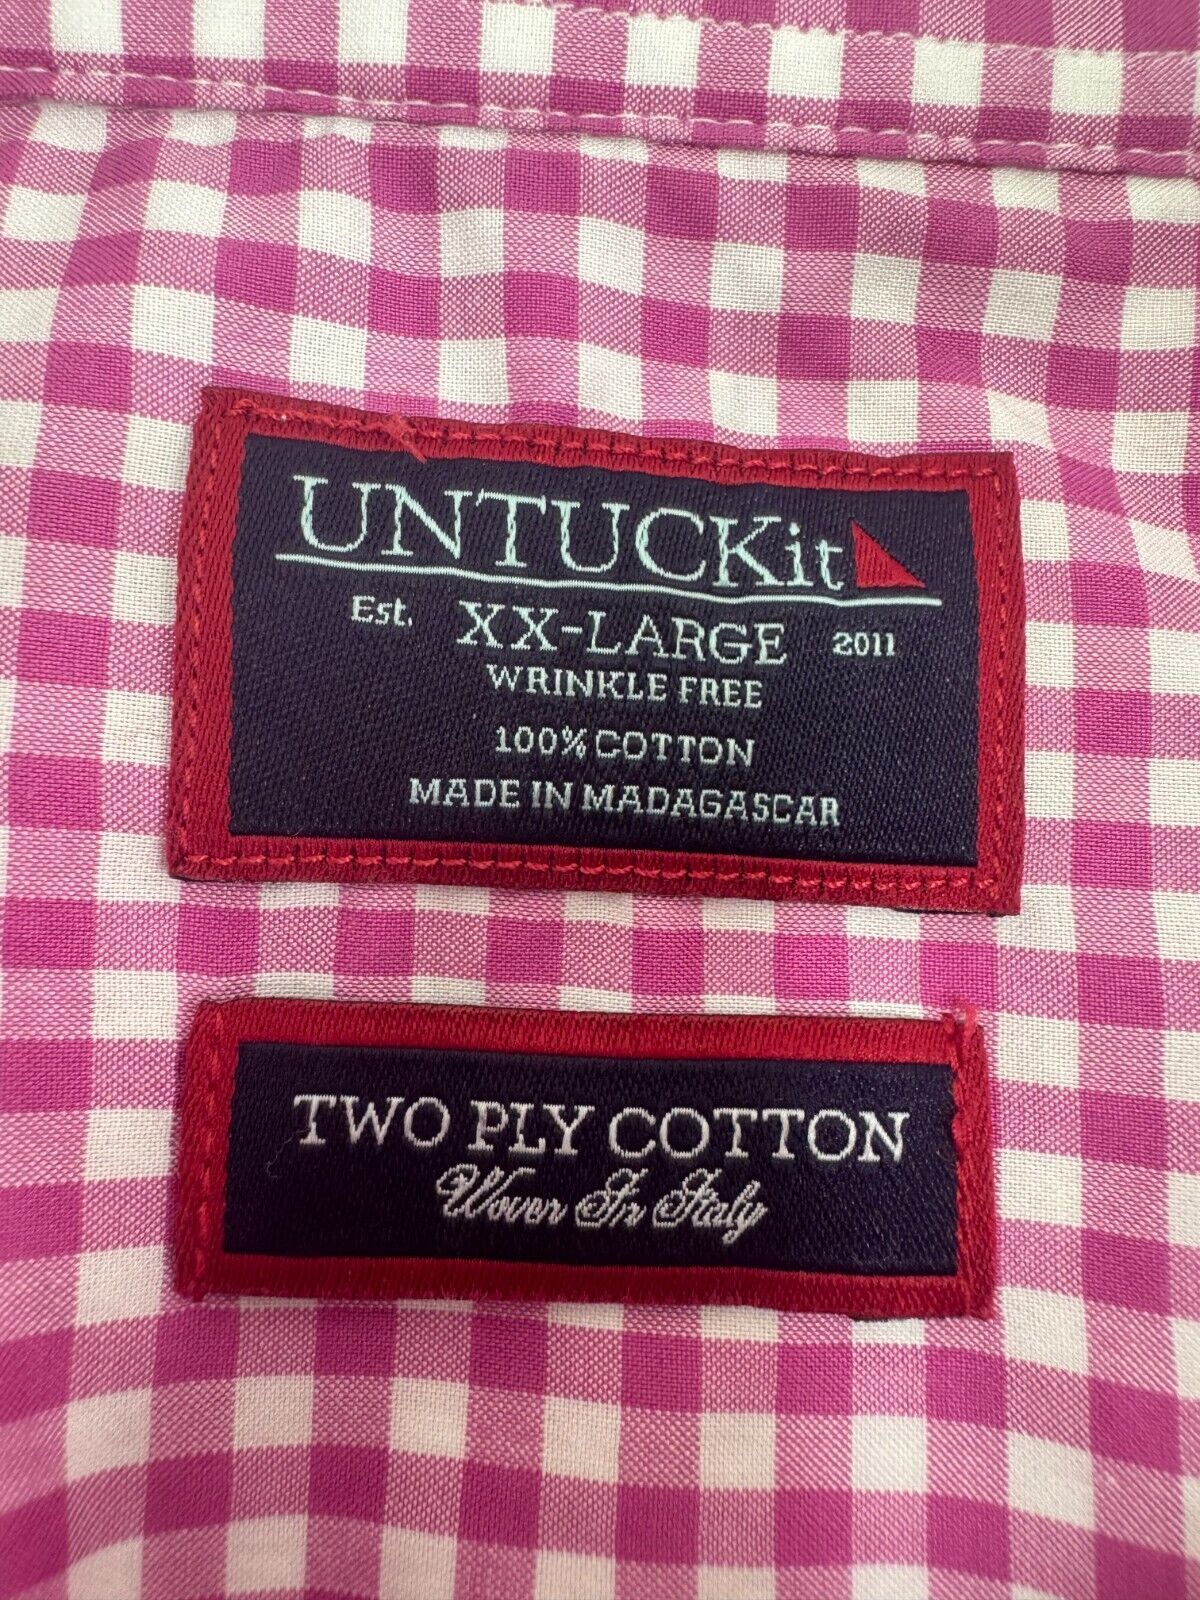 UNTUCKit
Est. XX-LARGE 2011
WRINKLE FREE
100% COTTON
MADE IN MADAGASCAR
TWO PLY COTTON
Woven In Italy